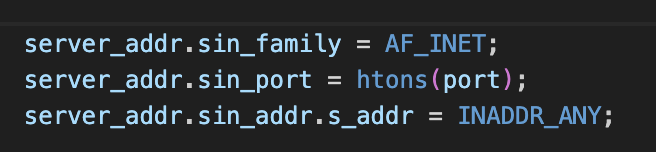 server_addr.sin_family = AF_INET;
server_addr.sin_port = htons(port);
server_addr.sin_addr.s_addr = INADDR_ANY;